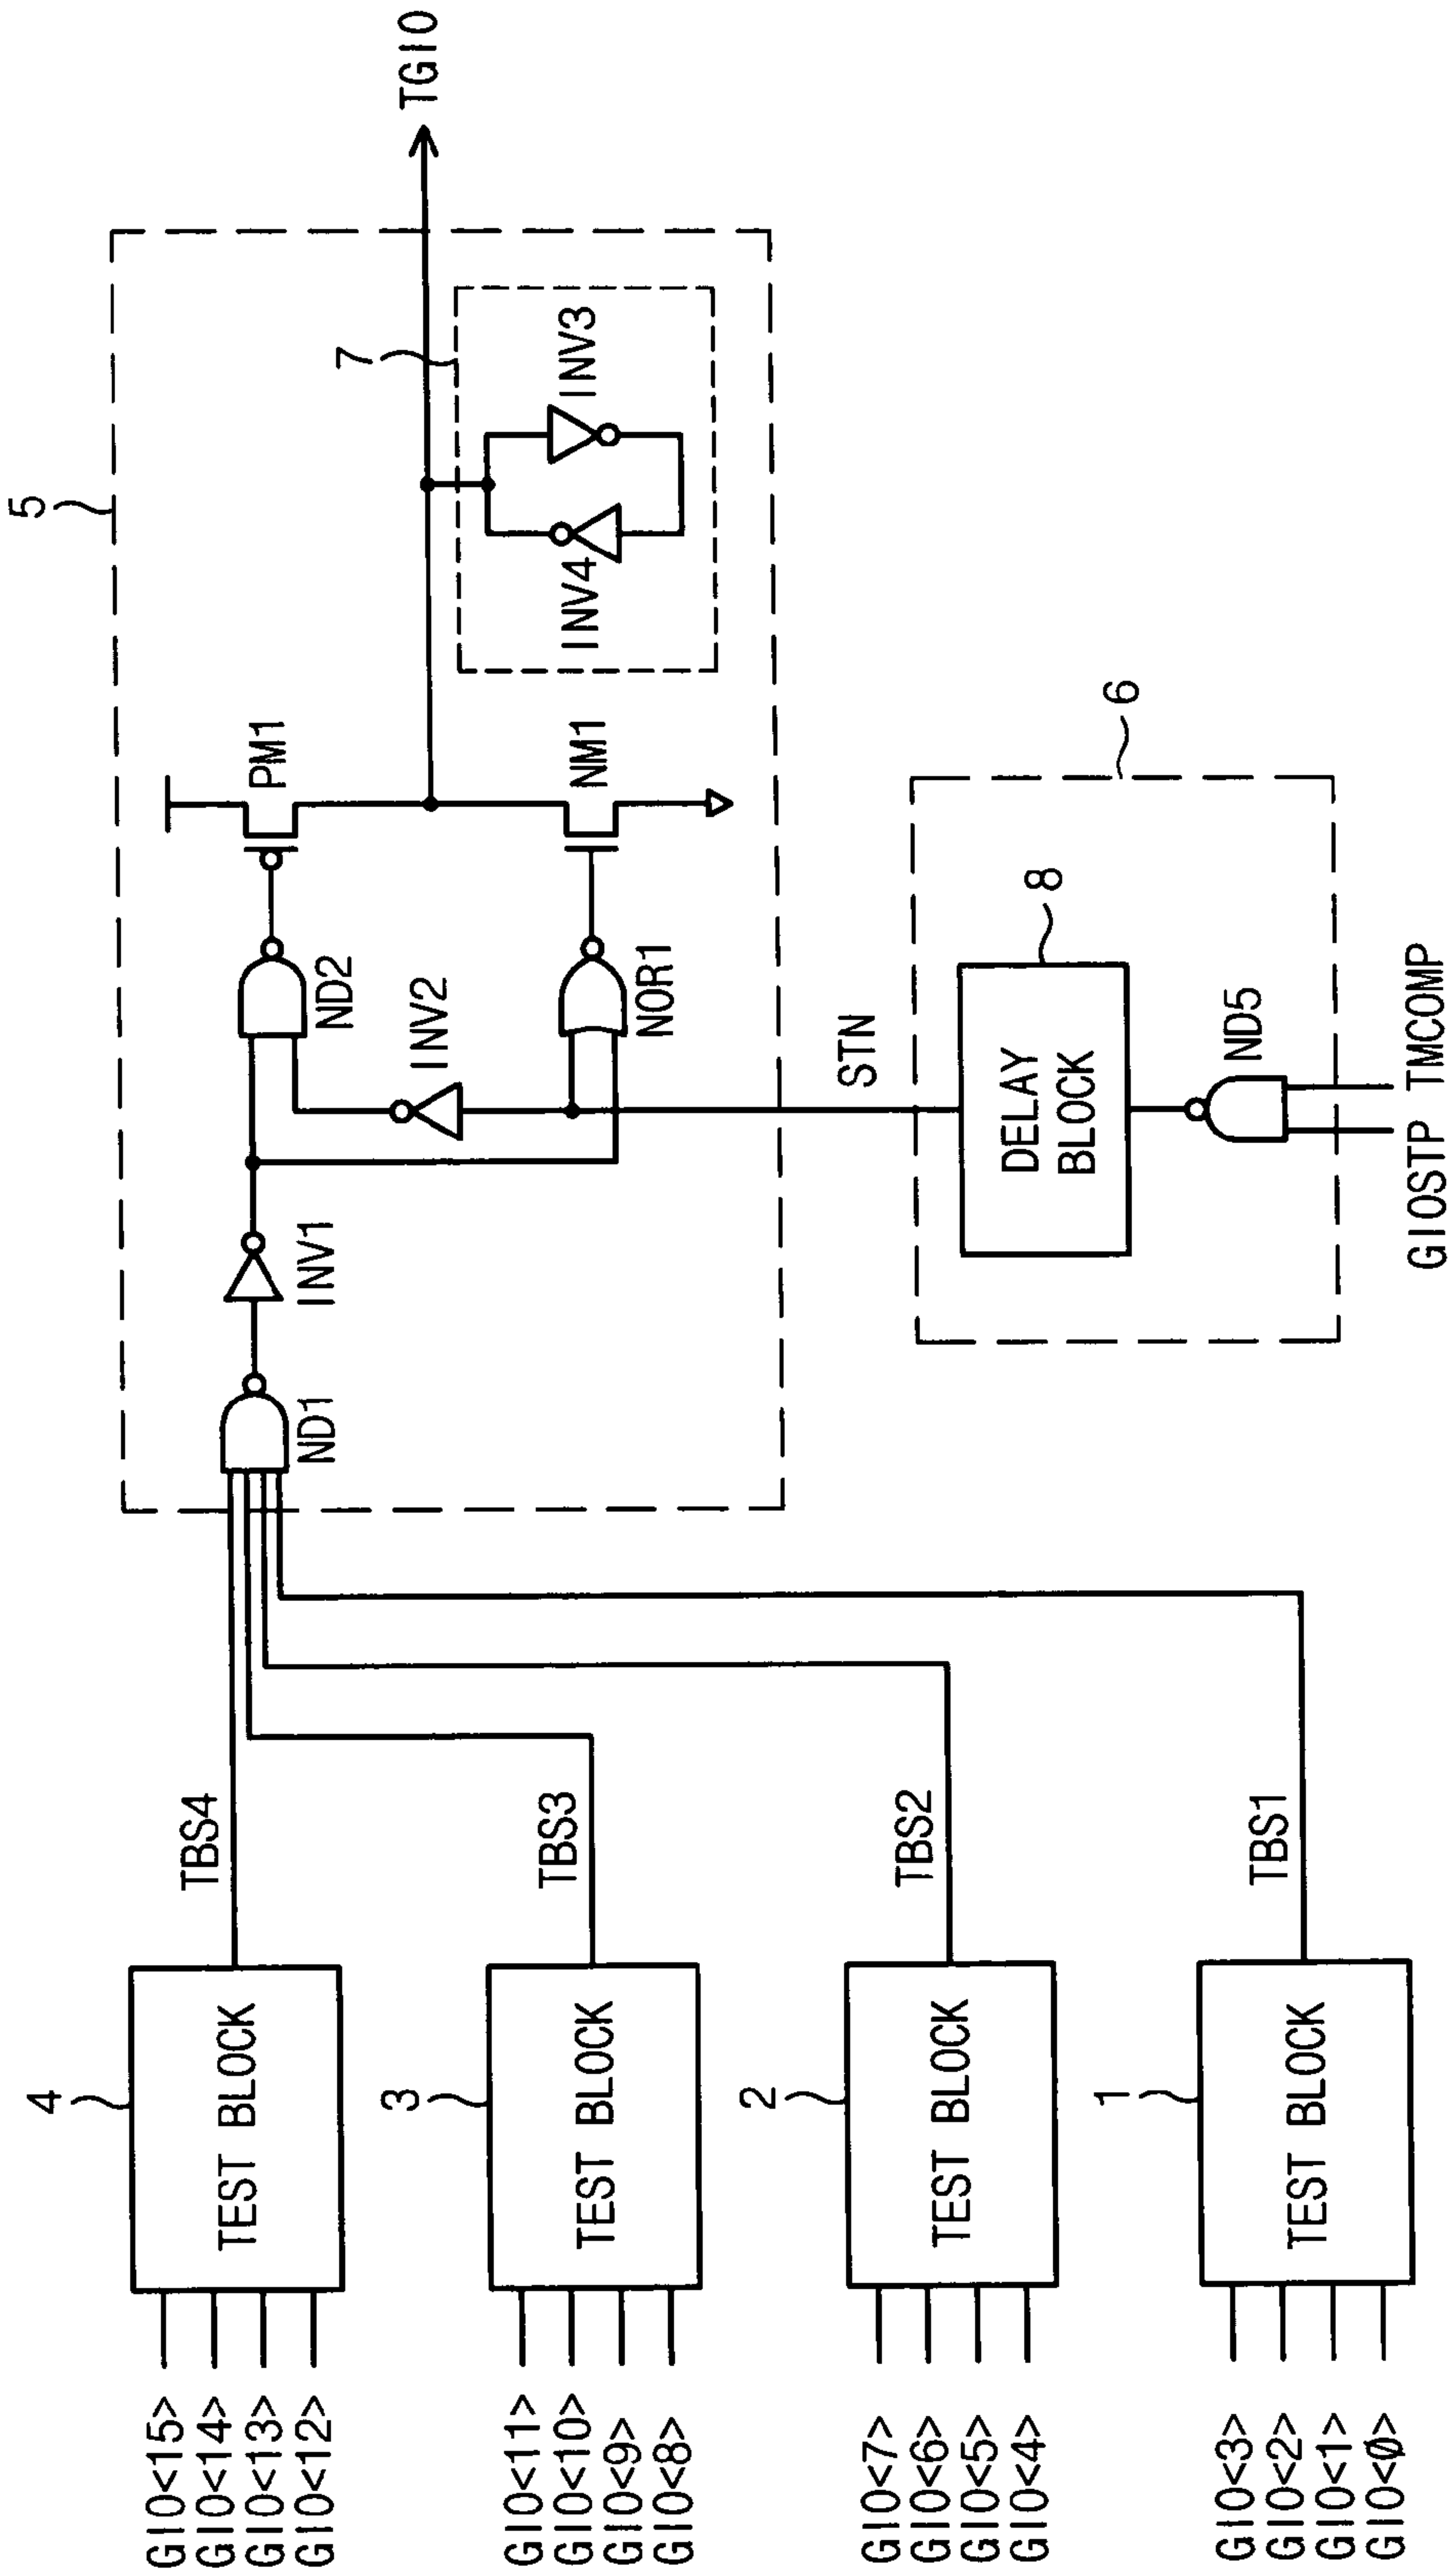 GIO<15>
GIO<14>
GIO<13>
GIO<12>
4
TEST BLOCK
TBS4
GIO<11>
GIO<10>
GIO<9>
GIO<8>
3
TEST BLOCK
TBS3
GIO<7>
GIO<6>
GIO<5>
GIO<4>
2
TEST BLOCK
TBS2
GIO<3>
GIO<2>
GIO<1>
GIO<0>
1
TEST BLOCK
TBS1
5
ND1
INV1
ND2
INV2
NOR1
PM1
NM1
7
INV4
INV3
TGIO
STN
6
8
DELAY
BLOCK
ND5
GIOSTP
TMCOMP